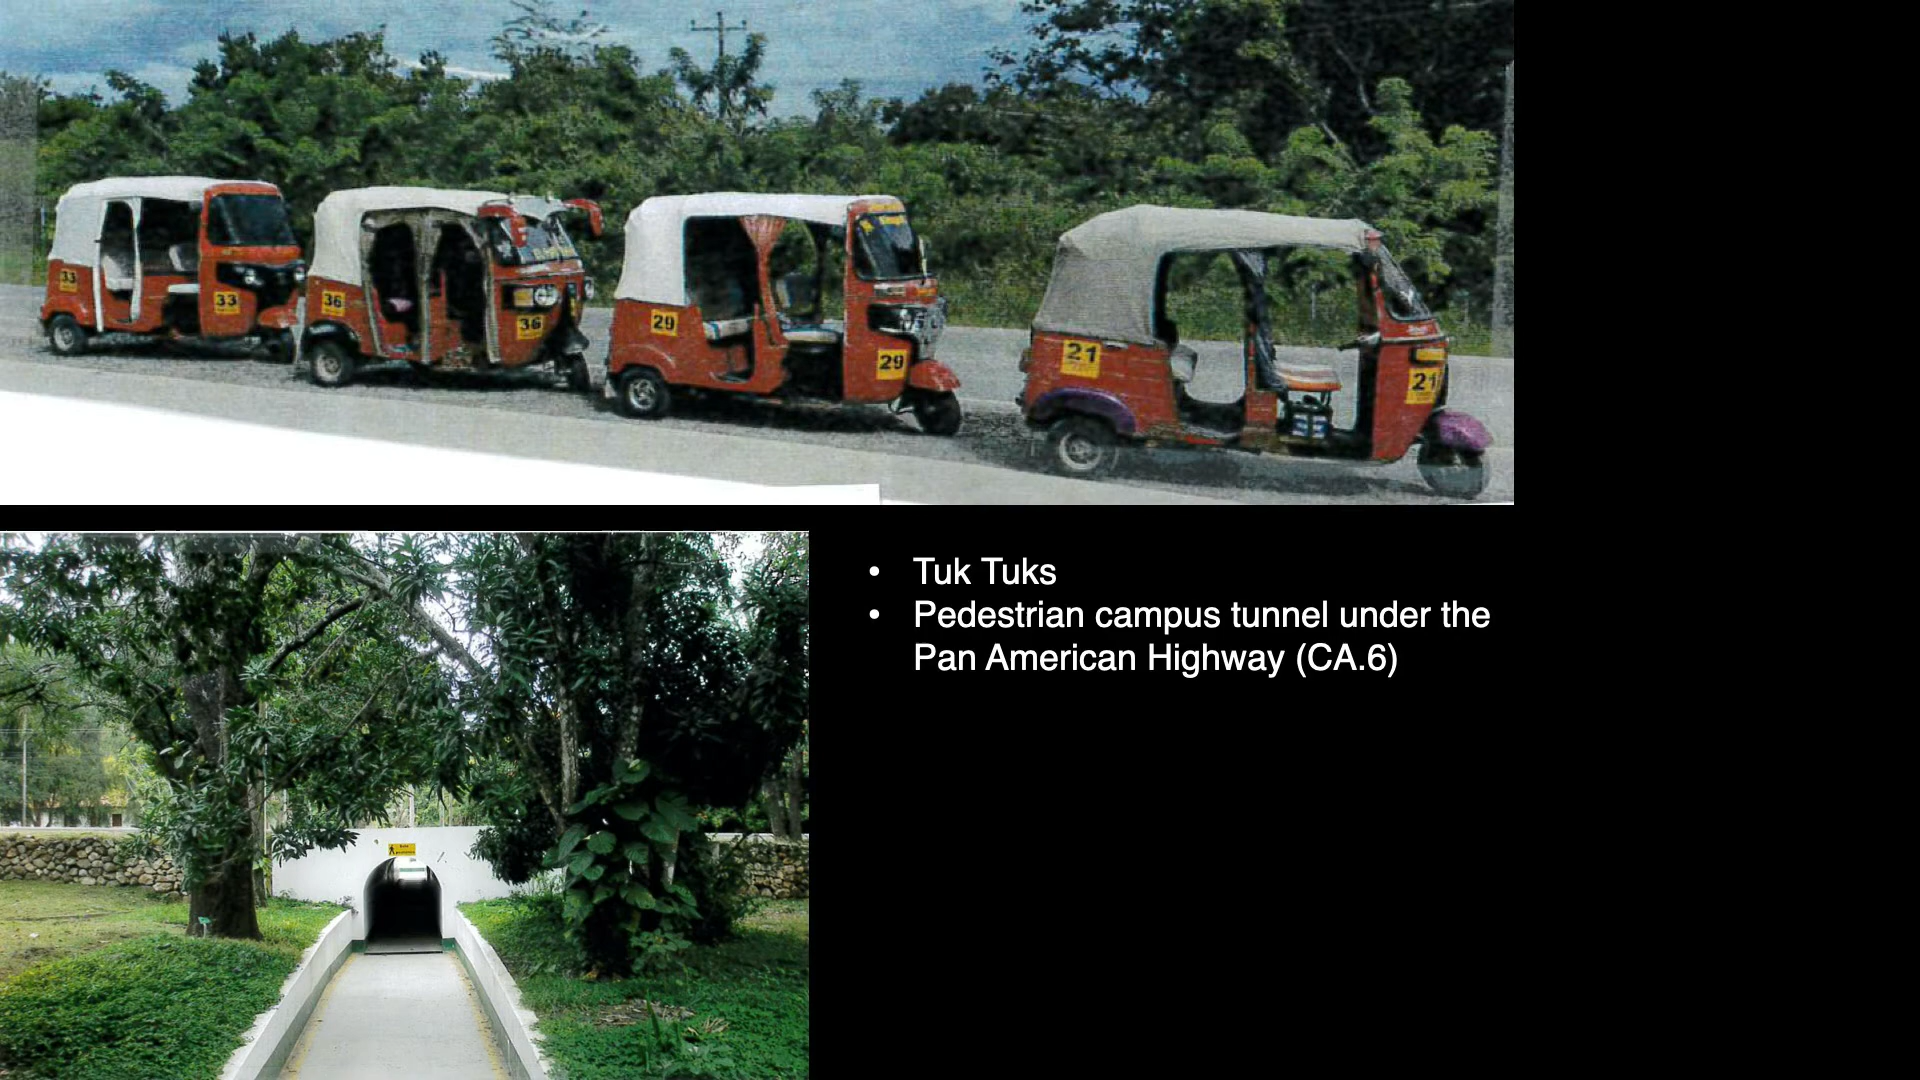 33
33
36
36
29
29
21
21
• Tuk Tuks
• Pedestrian campus tunnel under the
Pan American Highway (CA.6)